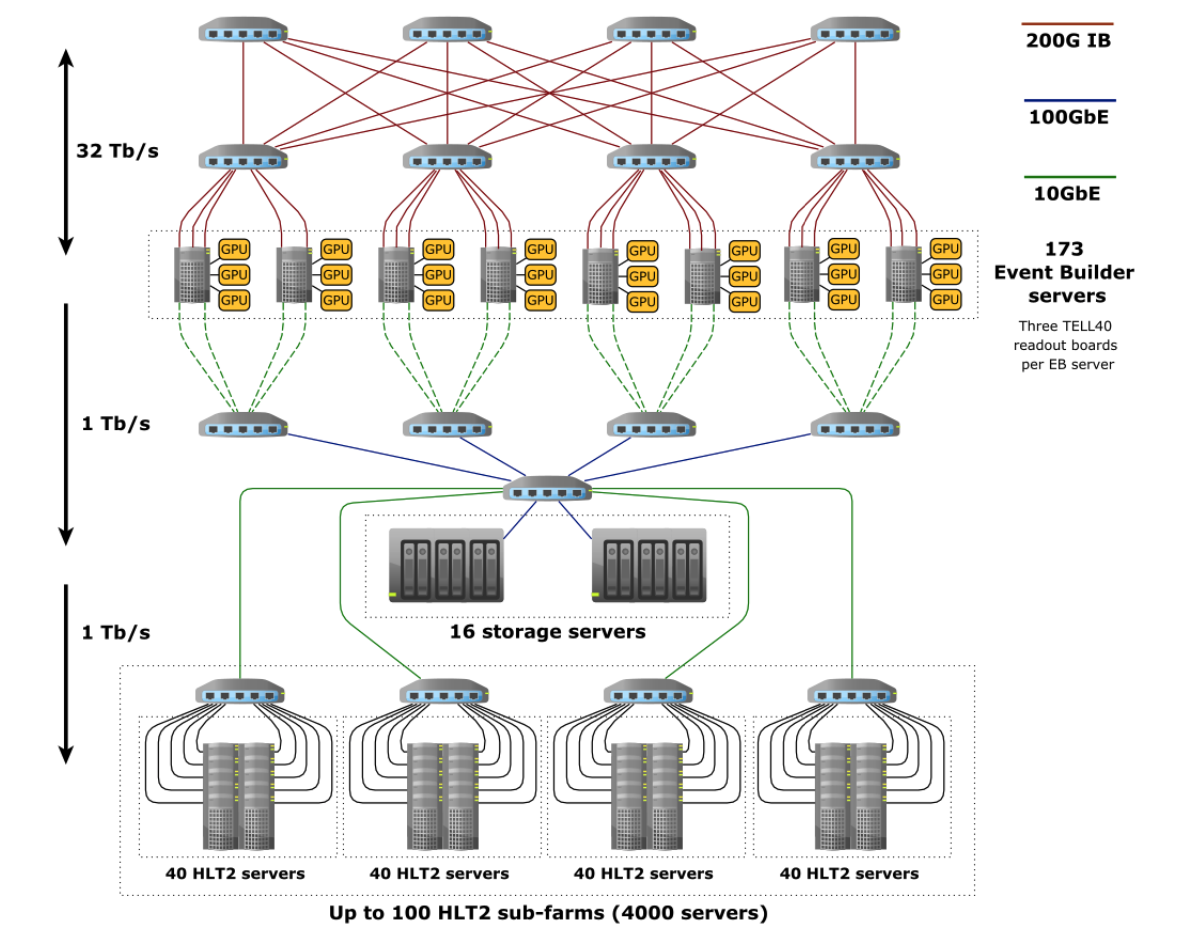 200G IB
100GbE
32 Tb/s
10GbE
GPU GPU GPU GPU GPU GPU GPU GPU
GPU GPU GPU GPU GPU GPU GPU GPU
GPU GPU GPU GPU GPU GPU GPU GPU
173
Event Builder
servers
Three TELL40
readout boards
per EB server
1 Tb/s
16 storage servers
1 Tb/s
40 HLT2 servers
40 HLT2 servers
40 HLT2 servers
40 HLT2 servers
Up to 100 HLT2 sub-farms (4000 servers)